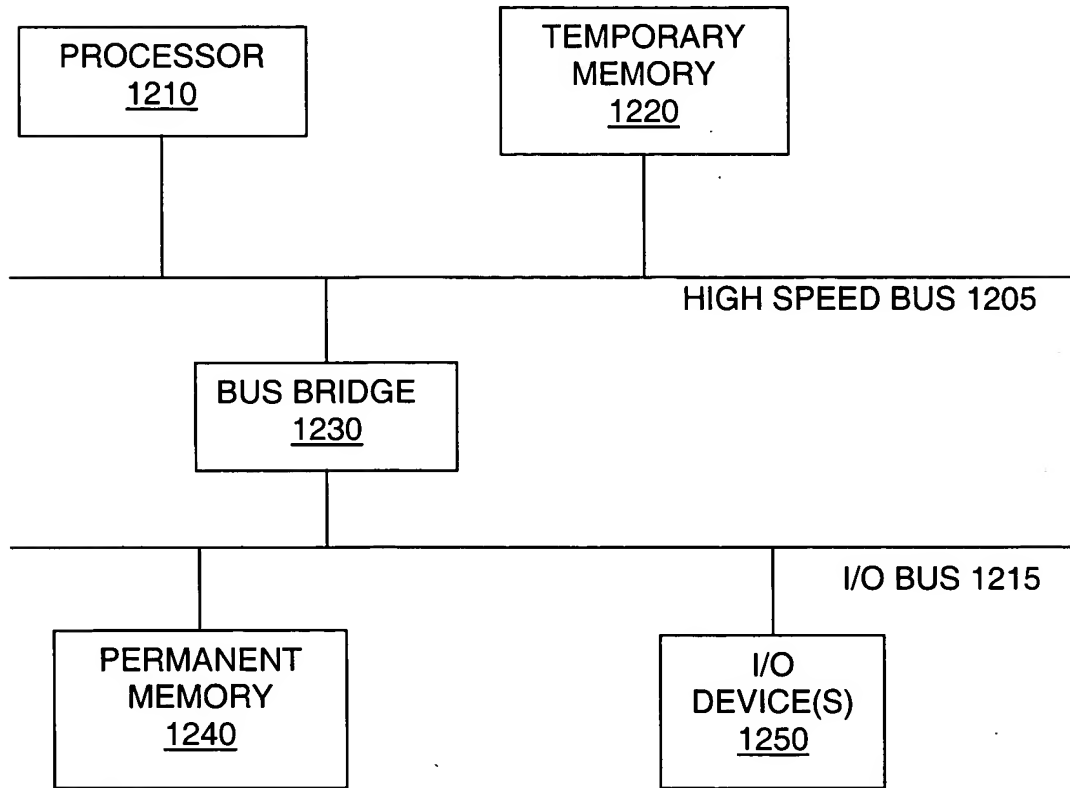 PROCESSOR
1210
TEMPORARY
MEMORY
1220
HIGH SPEED BUS 1205
BUS BRIDGE
1230
I/O BUS 1215
PERMANENT
MEMORY
1240
I/O
DEVICE(S)
1250